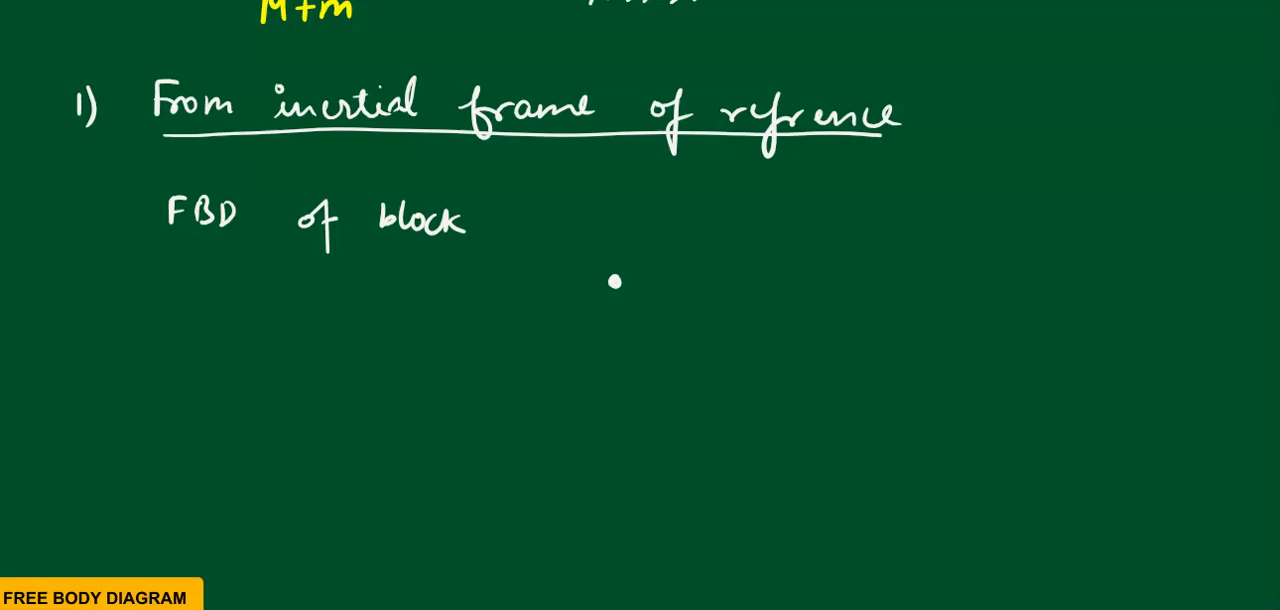 M+m
1) From inertial frame of refrence
FBD of block
FREE BODY DIAGRAM